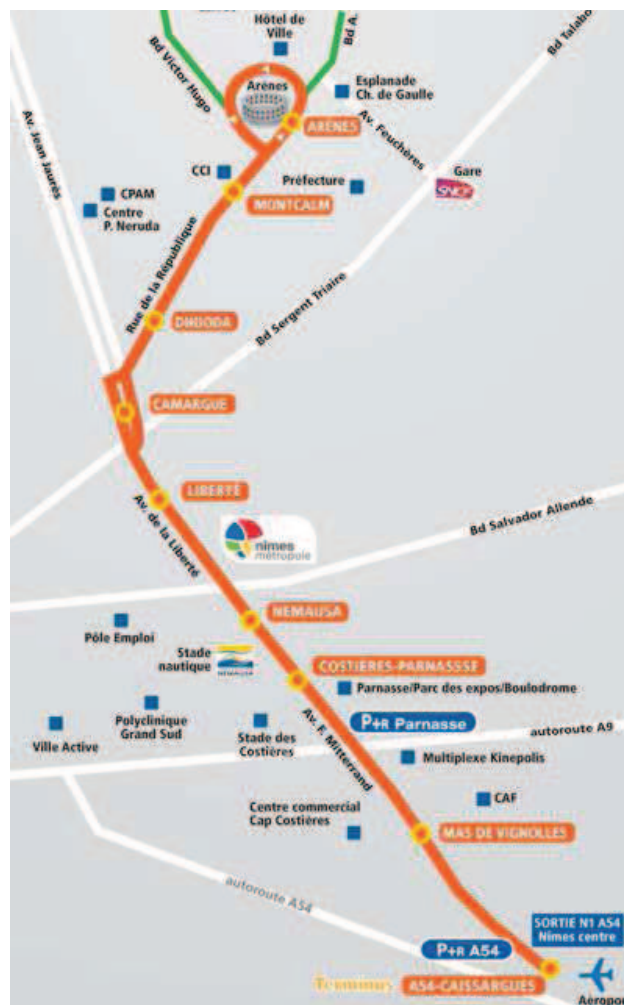 Hôtel de
Ville
Bd A.
Bd Talabo
Bd Victor Hugo
Arènes
Esplanade
Ch. de Gaulle
ARÈNES
Av. Feuchères
Av. Jean Jaurès
CCI
Préfecture
Gare
SNCF
CPAM
MONTCALM
Centre
P. Neruda
Rue de la République
DHUODA
Bd Sergent Triaire
CAMARGUE
LIBERTÉ
Av. de la Liberté
nîmes
métropole
Bd Salvador Allende
NEMAUSA
Pôle Emploi
Stade
nautique
NEMAUSA
COSTIÈRES-PARNASSSE
Parnasse/Parc des expos/Boulodrome
P+R Parnasse
Polyclinique
Grand Sud
Ville Active
Stade des
Costières
Av. F. Mitterrand
autoroute A9
Multiplexe Kinepolis
CAF
Centre commercial
Cap Costières
MAS DE VIGNOLLES
autoroute A54
SORTIE N1 A54
Nîmes centre
P+R A54
Terminus
A54-CAISSARGUES
Aéropor